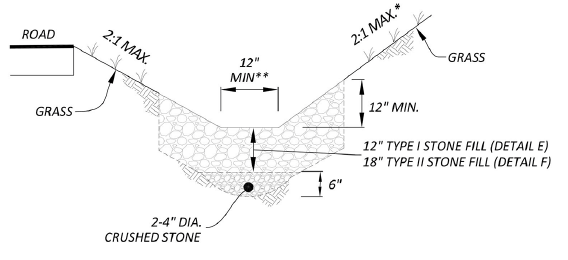 ROAD
2:1 MAX.
2:1 MAX.*
12"
MIN**
GRASS
GRASS
12" MIN.
12" TYPE I STONE FILL (DETAIL E)
18" TYPE II STONE FILL (DETAIL F)
6"
2-4" DIA.
CRUSHED STONE